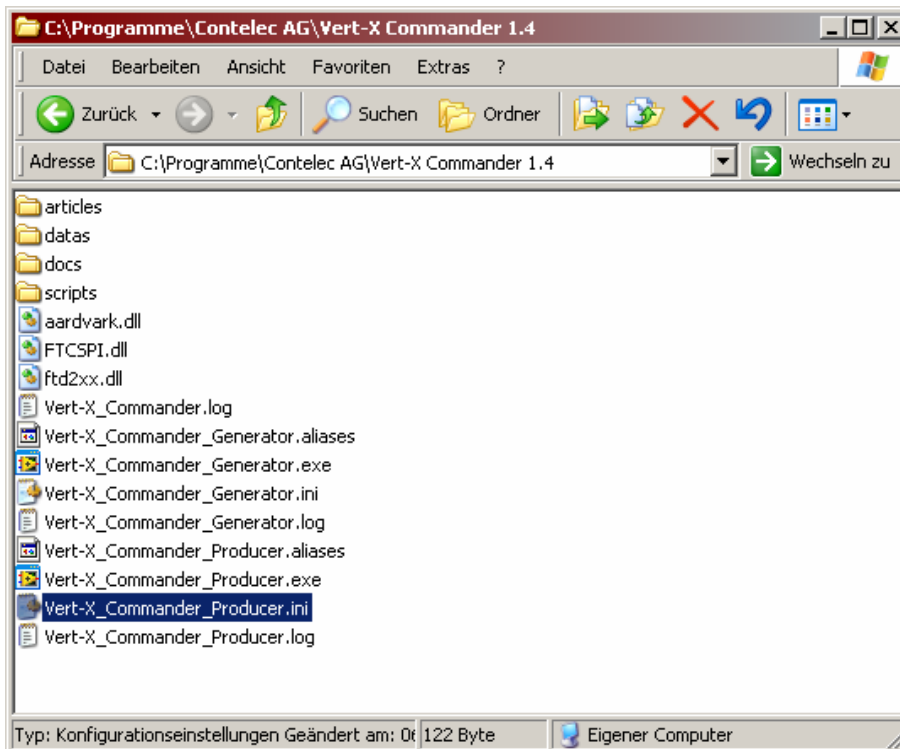 C:\Programme\Contelec AG\Vert-X Commander 1.4
Datei Bearbeiten Ansicht Favoriten Extras ?
Zurück Suchen Ordner
Adresse C:\Programme\Contelec AG\Vert-X Commander 1.4 Wechseln zu
articles
datas
docs
scripts
aardvark.dll
FTCSPI.dll
ftd2xx.dll
Vert-X_Commander.log
Vert-X_Commander_Generator.aliases
Vert-X_Commander_Generator.exe
Vert-X_Commander_Generator.ini
Vert-X_Commander_Generator.log
Vert-X_Commander_Producer.aliases
Vert-X_Commander_Producer.exe
Vert-X_Commander_Producer.ini
Vert-X_Commander_Producer.log
Typ: Konfigurationseinstellungen Geändert am: 122 Byte Eigener Computer